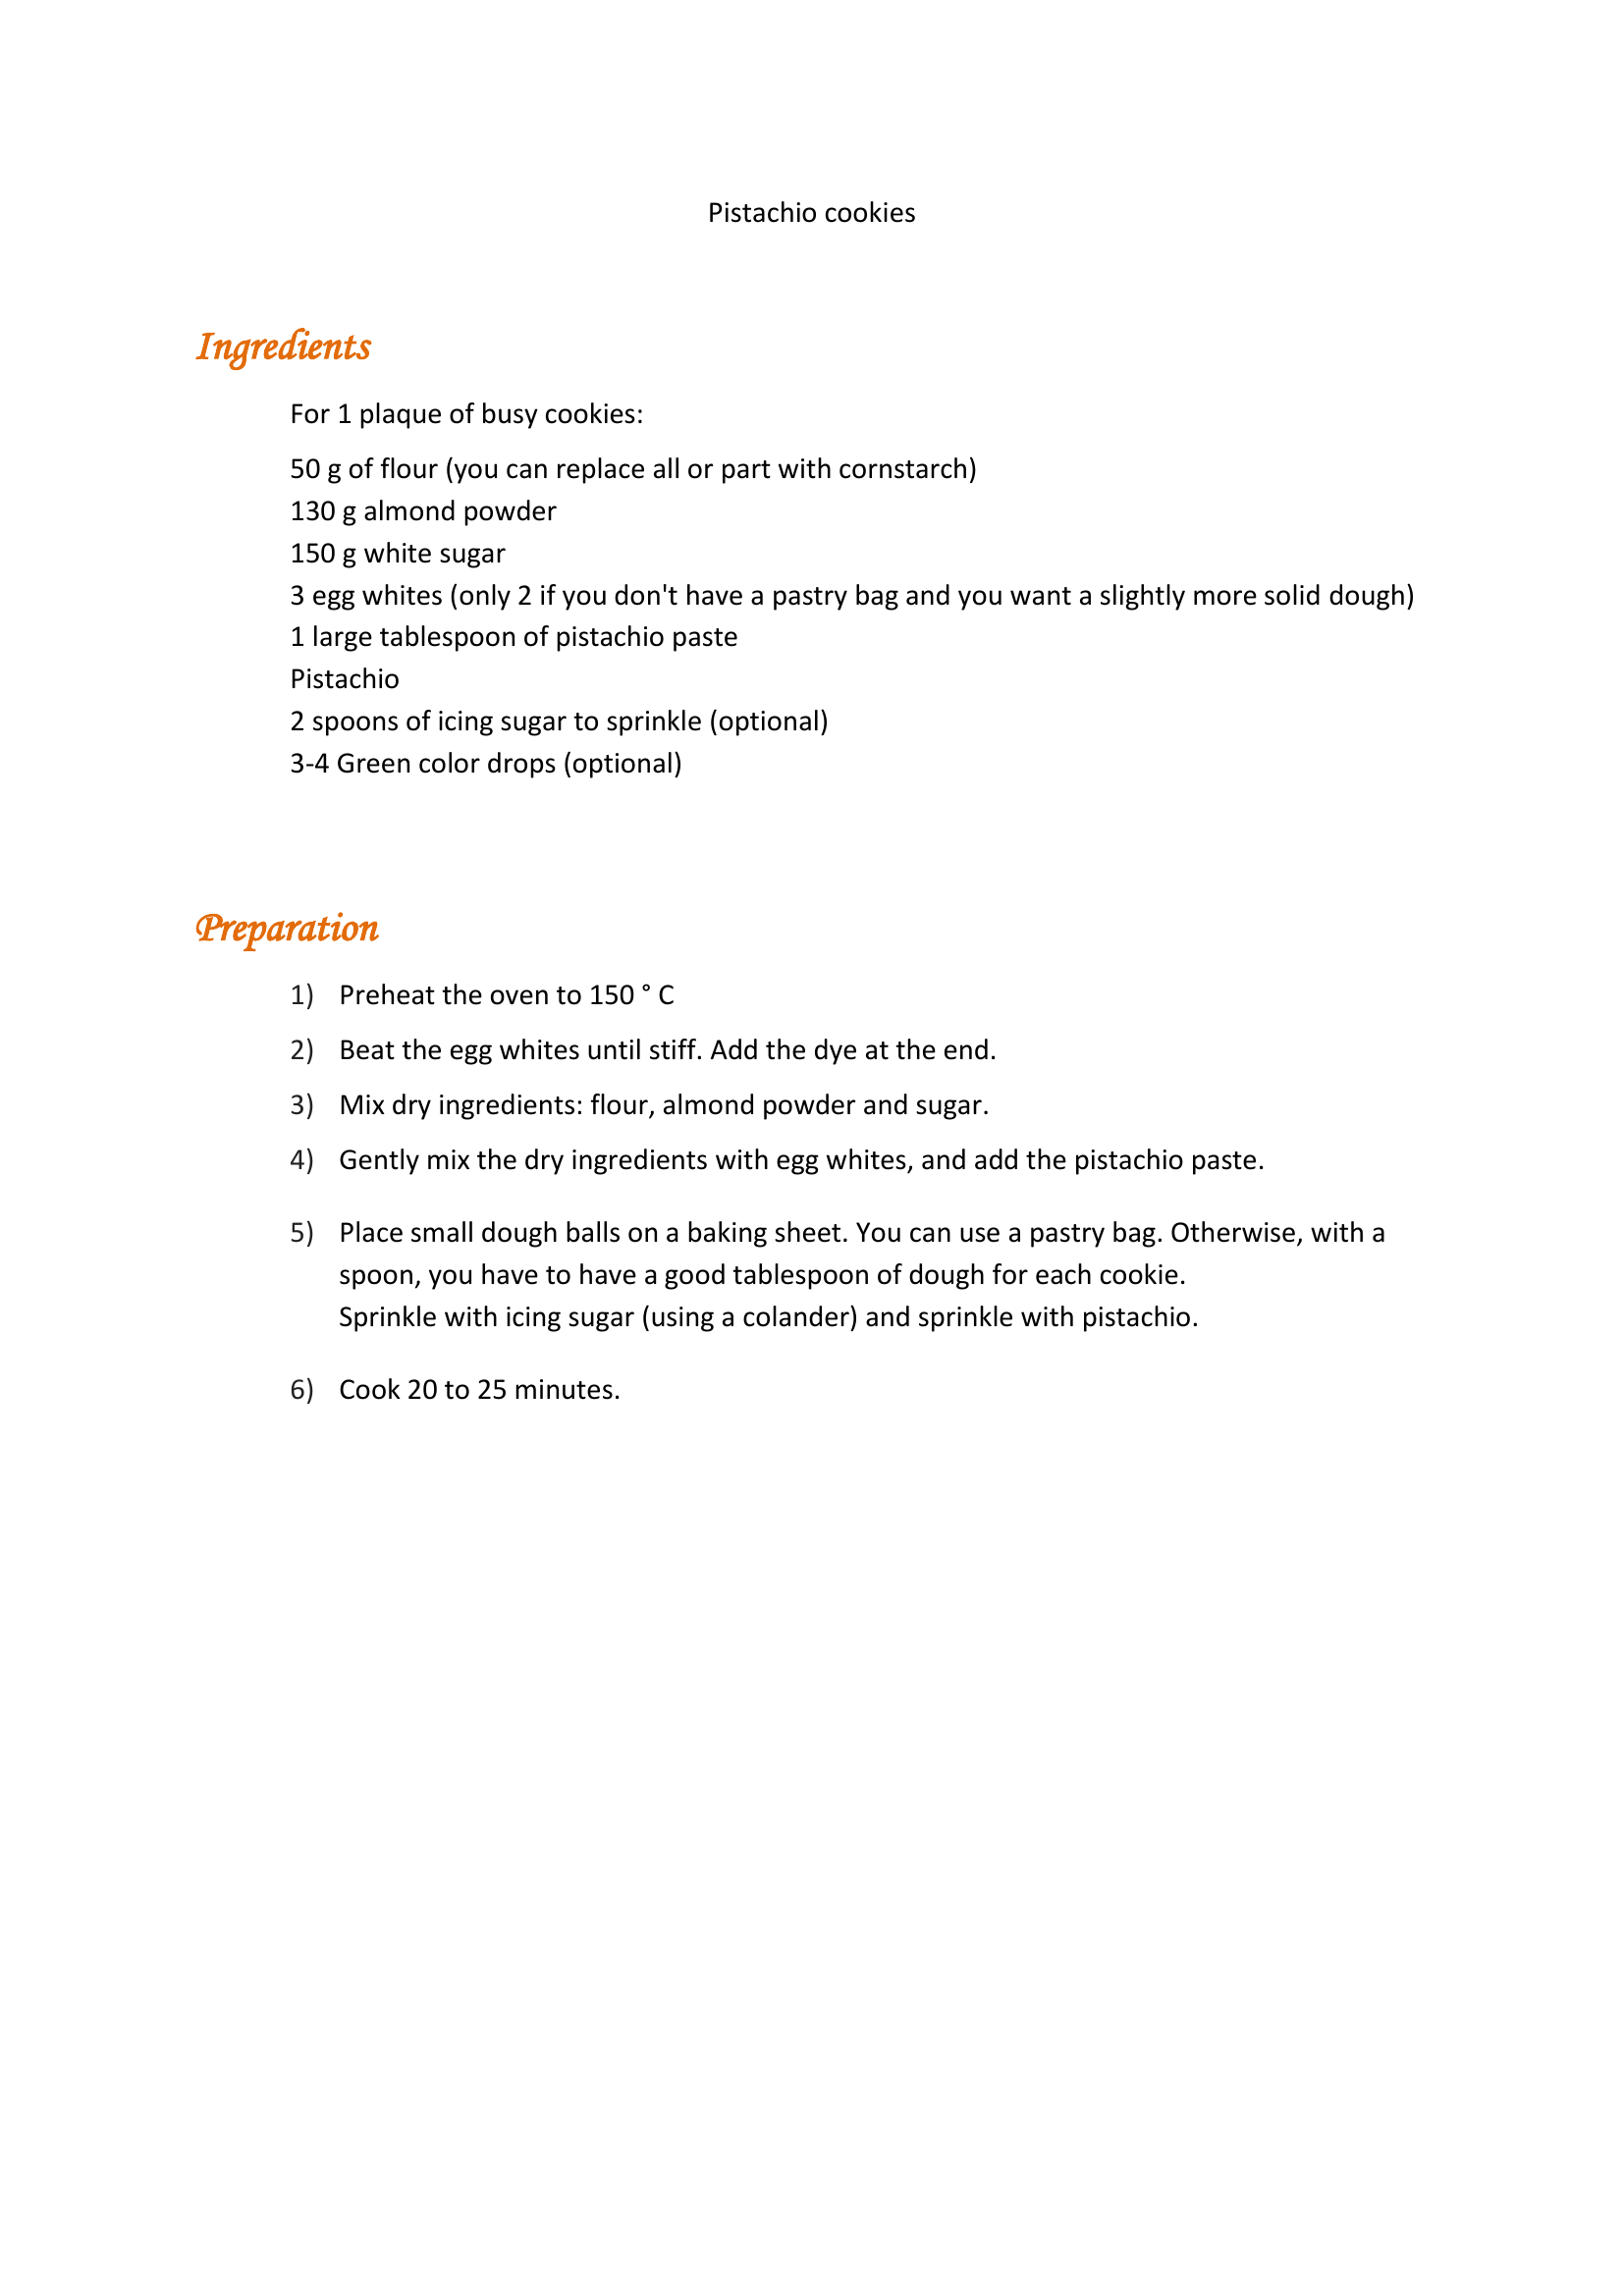 Pistachio cookies
Ingredients
For 1 plaque of busy cookies:
50 g of flour (you can replace all or part with cornstarch)
130 g almond powder
150 g white sugar
3 egg whites (only 2 if you don't have a pastry bag and you want a slightly more solid dough)
1 large tablespoon of pistachio paste
Pistachio
2 spoons of icing sugar to sprinkle (optional)
3-4 Green color drops (optional)
Preparation
1) Preheat the oven to 150 ° C
2) Beat the egg whites until stiff. Add the dye at the end.
3) Mix dry ingredients: flour, almond powder and sugar.
4) Gently mix the dry ingredients with egg whites, and add the pistachio paste.
5) Place small dough balls on a baking sheet. You can use a pastry bag. Otherwise, with a
spoon, you have to have a good tablespoon of dough for each cookie.
Sprinkle with icing sugar (using a colander) and sprinkle with pistachio.
6) Cook 20 to 25 minutes.